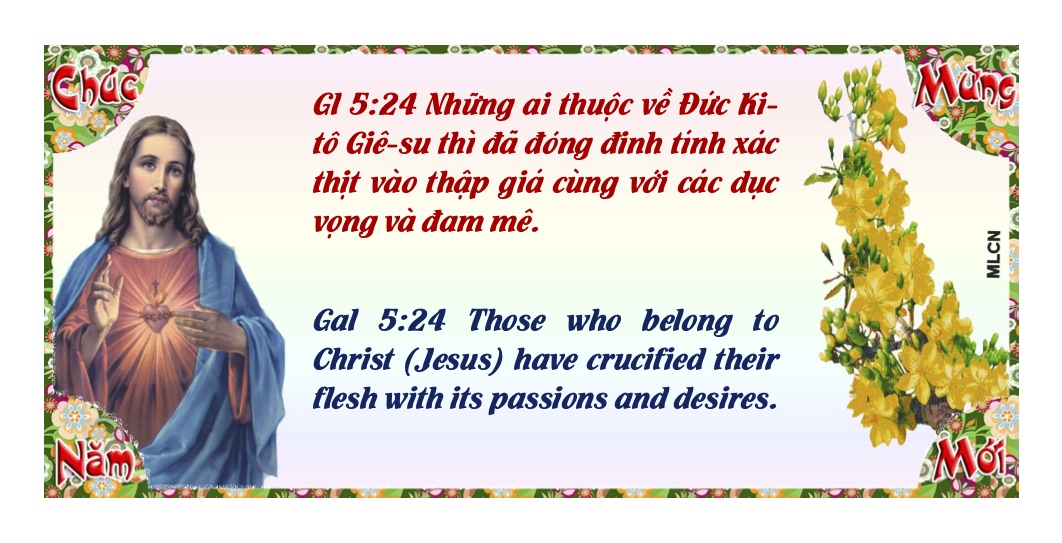 Chúc
Mừng
Gl 5:24 Những ai thuộc về Đức Ki-
tô Giê-su thì đã đóng đinh tính xác
thịt vào thập giá cùng với các dục
vọng và đam mê.
MLCN
Gal 5:24 Those who belong to
Christ (Jesus) have crucified their
flesh with its passions and desires.
Năm
Mới